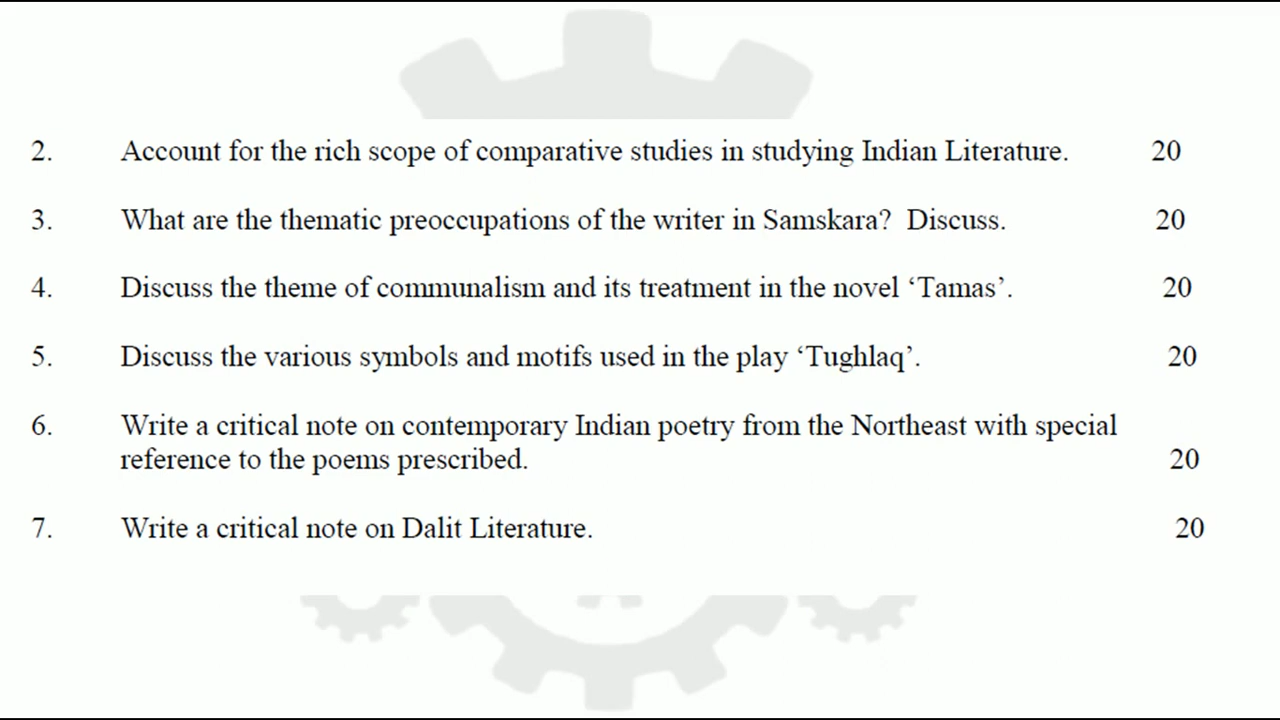 2. Account for the rich scope of comparative studies in studying Indian Literature. 20
3. What are the thematic preoccupations of the writer in Samskara? Discuss. 20
4. Discuss the theme of communalism and its treatment in the novel ‘Tamas’. 20
5. Discuss the various symbols and motifs used in the play ‘Tughlaq’. 20
6. Write a critical note on contemporary Indian poetry from the Northeast with special
reference to the poems prescribed. 20
7. Write a critical note on Dalit Literature. 20